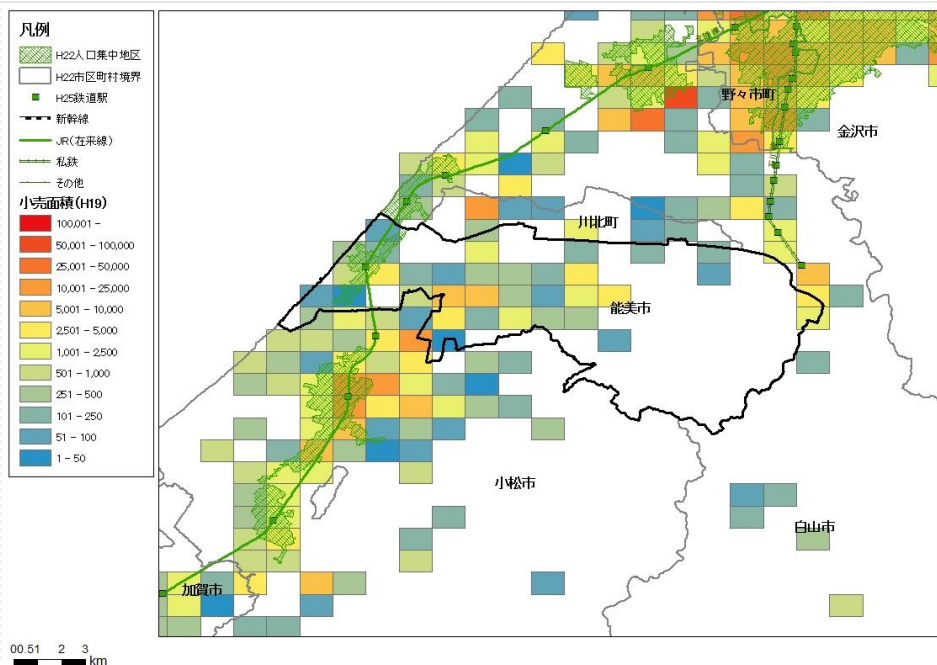 凡例
H22人口集中地区
H22市区町村境界
H25鉄道駅
新幹線
JR(在来線)
私鉄
その他
小売面積(H19)
100,001 -
50,001 - 100,000
25,001 - 50,000
10,001 - 25,000
5,001 - 10,000
2,501 - 5,000
1,001 - 2,500
501 - 1,000
251 - 500
101 - 250
51 - 100
1 - 50
野々市町
金沢市
川北町
能美市
小松市
白山市
加賀市
00.51 2 3
km